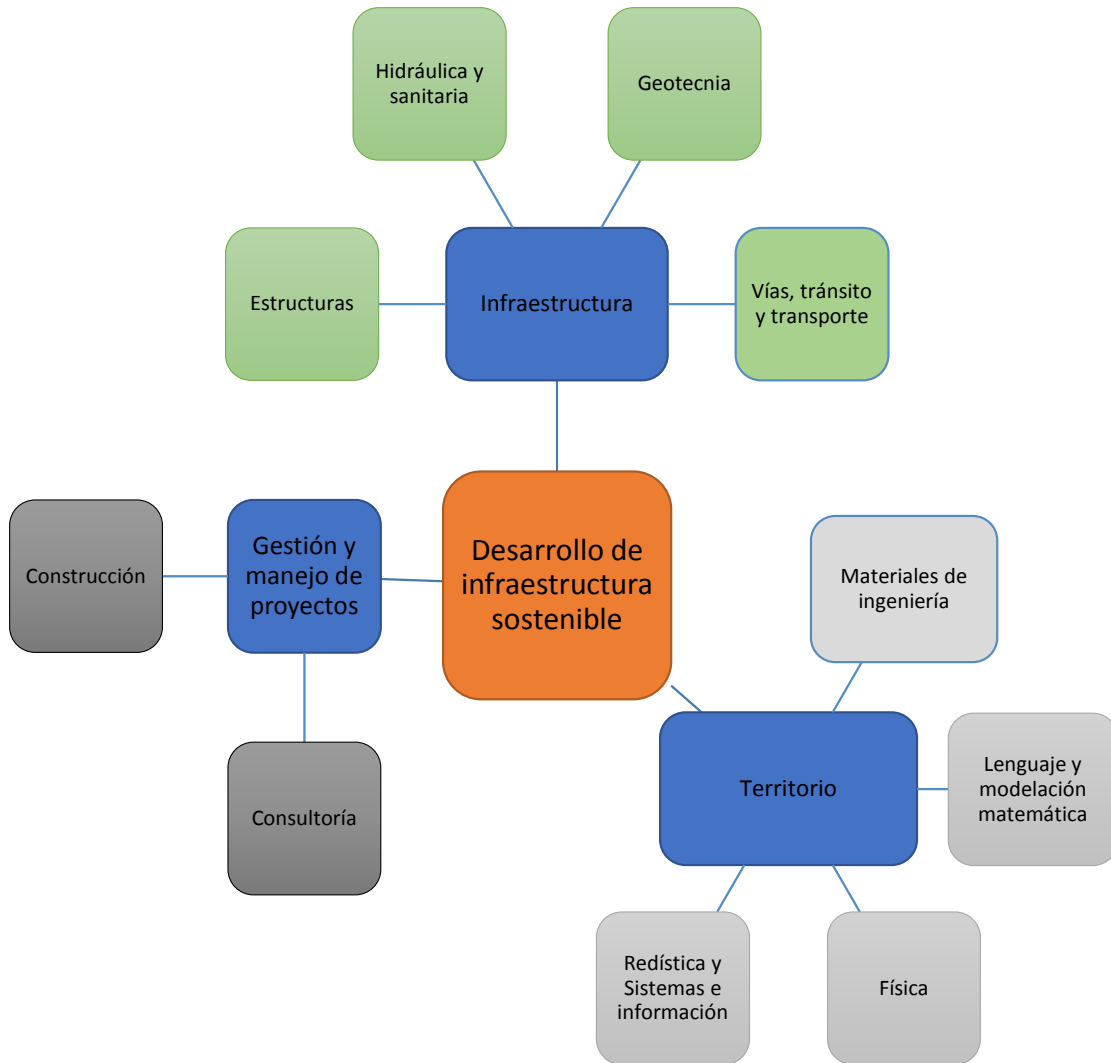 Hidráulica y
sanitaria
Geotecnia
Estructuras
Infraestructura
Vías, tránsito
y transporte
Construcción
Gestión y
manejo de
proyectos
Desarrollo de
infraestructura
sostenible
Materiales de
ingeniería
Consultoría
Territorio
Lenguaje y
modelación
matemática
Redística y
Sistemas e
información
Física